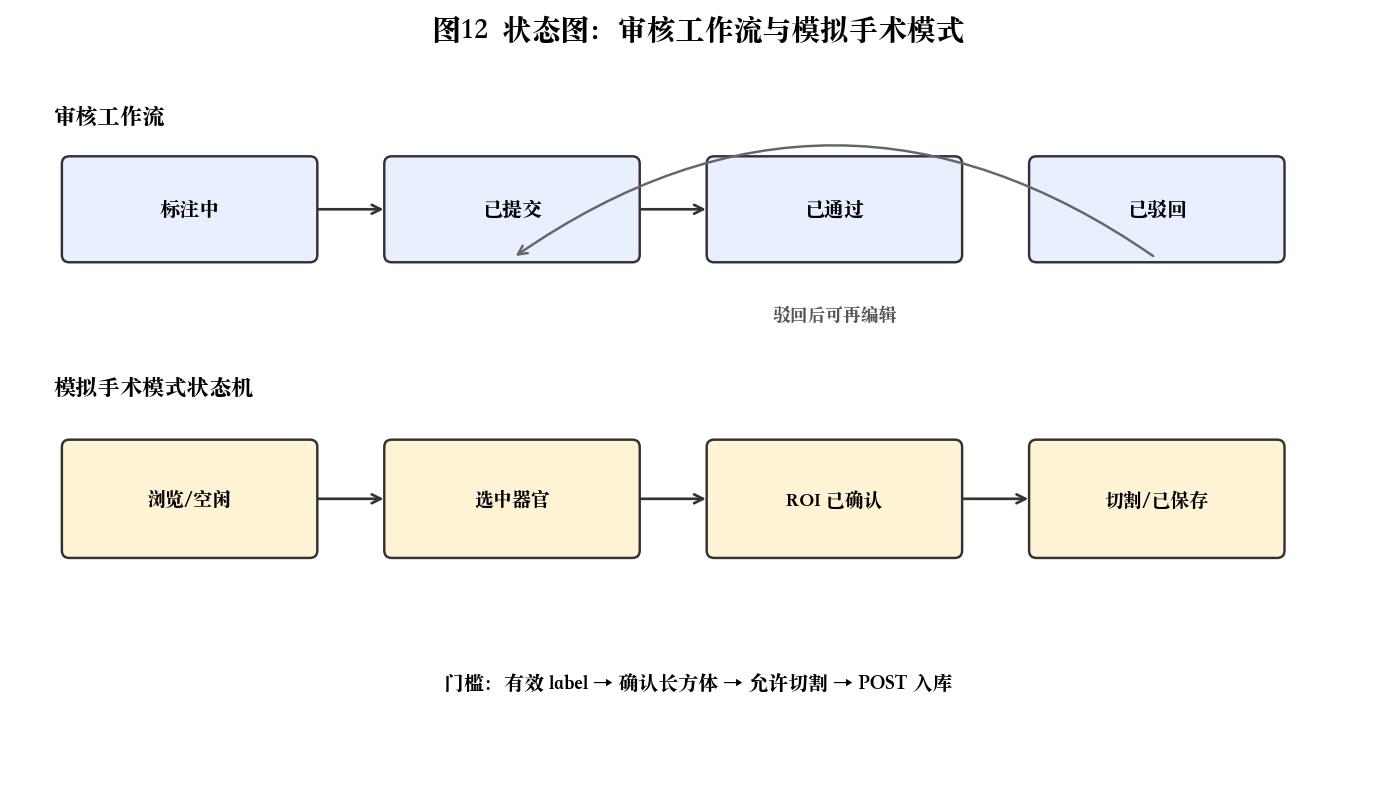 图12 状态图：审核工作流与模拟手术模式
审核工作流
标注中
已提交
已通过
已驳回
驳回后可再编辑
模拟手术模式状态机
浏览/空闲
选中器官
ROI 已确认
切割/已保存
门槛：有效 label → 确认长方体 → 允许切割 → POST 入库